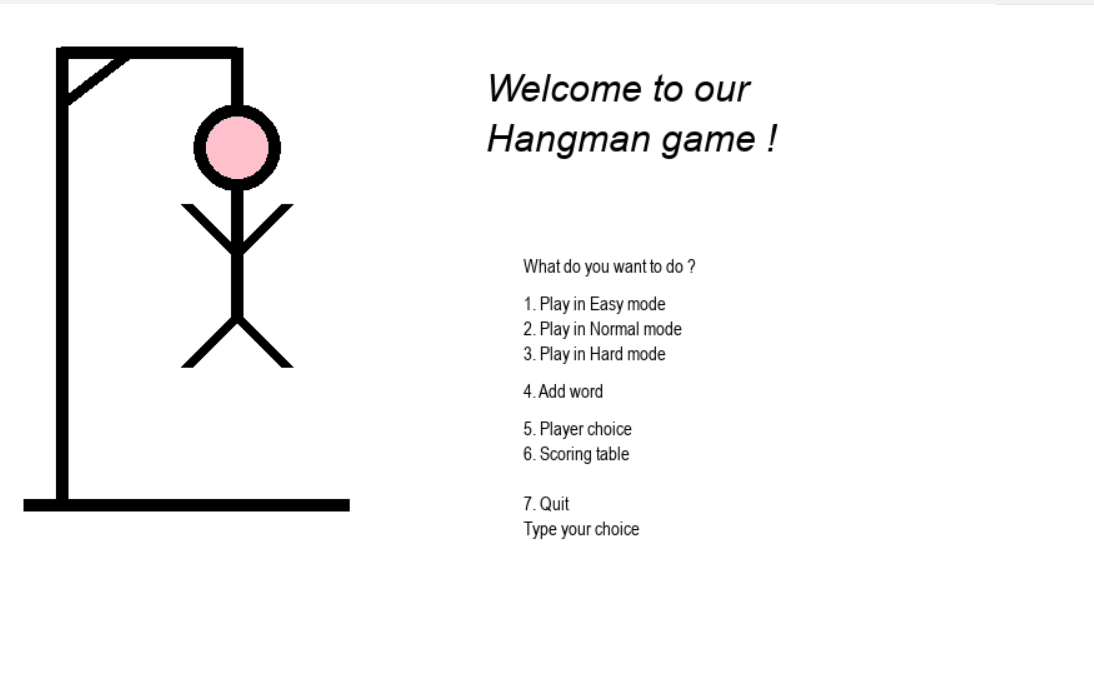 Welcome to our
Hangman game !
What do you want to do ?
1. Play in Easy mode
2. Play in Normal mode
3. Play in Hard mode
4. Add word
5. Player choice
6. Scoring table
7. Quit
Type your choice